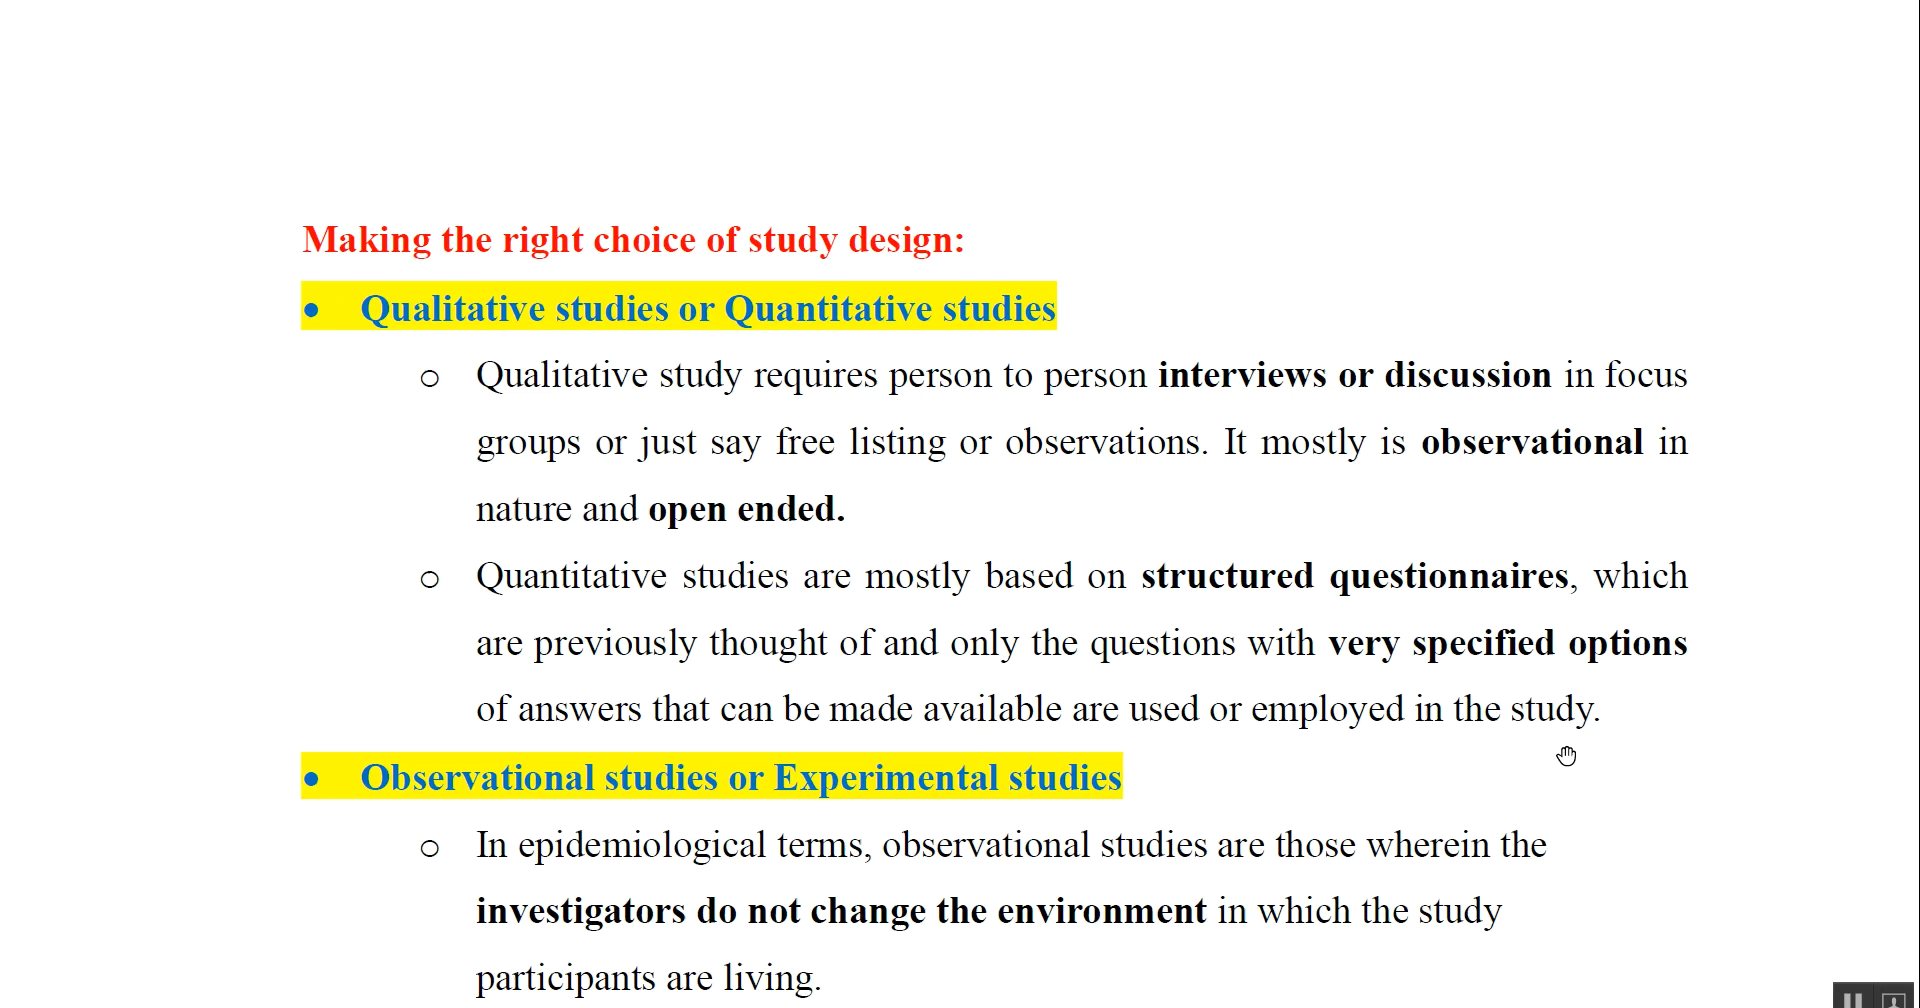 Making the right choice of study design:
• Qualitative studies or Quantitative studies
o Qualitative study requires person to person interviews or discussion in focus
groups or just say free listing or observations. It mostly is observational in
nature and open ended.
o Quantitative studies are mostly based on structured questionnaires, which
are previously thought of and only the questions with very specified options
of answers that can be made available are used or employed in the study.
• Observational studies or Experimental studies
o In epidemiological terms, observational studies are those wherein the
investigators do not change the environment in which the study
participants are living.